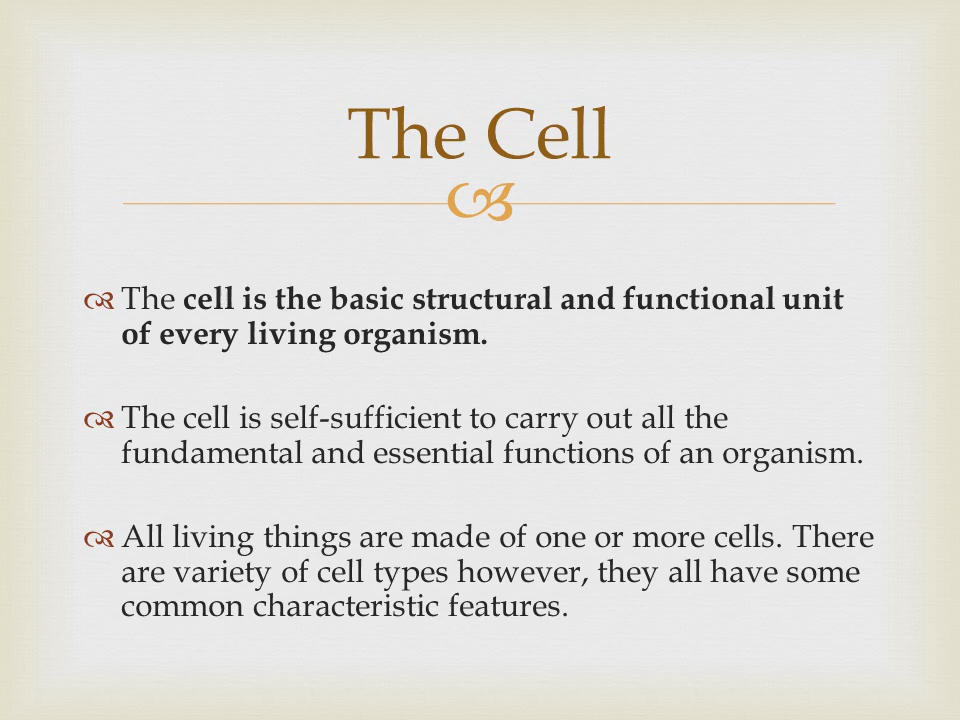 The Cell
The cell is the basic structural and functional unit
of every living organism.
The cell is self-sufficient to carry out all the
fundamental and essential functions of an organism.
All living things are made of one or more cells. There
are variety of cell types however, they all have some
common characteristic features.